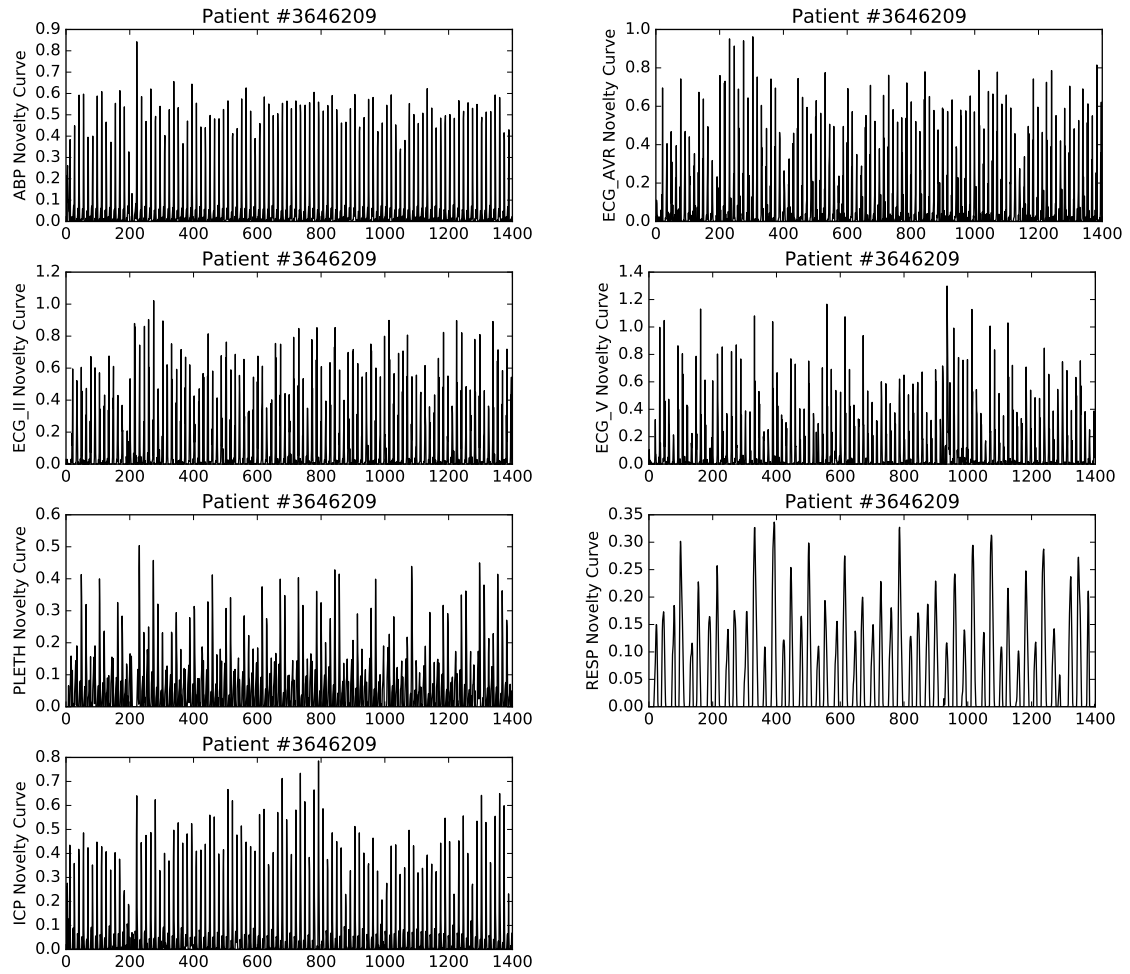 Patient #3646209
ABP Novelty Curve
0.9
0.8
0.7
0.6
0.5
0.4
0.3
0.2
0.1
0.0
0 200 400 600 800 1000 1200 1400
Patient #3646209
ECG_AVR Novelty Curve
1.0
0.8
0.6
0.4
0.2
0.0
0 200 400 600 800 1000 1200 1400
Patient #3646209
ECG_II Novelty Curve
1.2
1.0
0.8
0.6
0.4
0.2
0.0
0 200 400 600 800 1000 1200 1400
Patient #3646209
ECG_V Novelty Curve
1.4
1.2
1.0
0.8
0.6
0.4
0.2
0.0
0 200 400 600 800 1000 1200 1400
Patient #3646209
PLETH Novelty Curve
0.6
0.5
0.4
0.3
0.2
0.1
0.0
0 200 400 600 800 1000 1200 1400
Patient #3646209
RESP Novelty Curve
0.35
0.30
0.25
0.20
0.15
0.10
0.05
0.00
0 200 400 600 800 1000 1200 1400
Patient #3646209
ICP Novelty Curve
0.8
0.7
0.6
0.5
0.4
0.3
0.2
0.1
0.0
0 200 400 600 800 1000 1200 1400